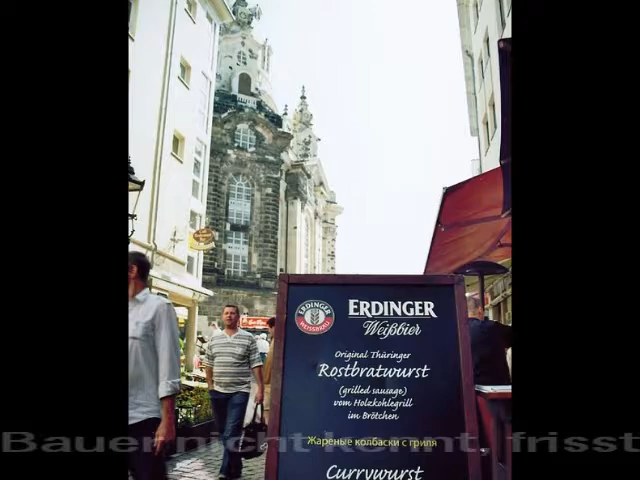 ERDINGER
Weißbier
ERDINGER
WEISSBRÄU
Original Thüringer
Rostbratwurst
(grilled sausage)
vom Holzkohlegrill
im Brötchen
Жареные колбаски с гриля
Currywurst
Bauer nicht kennt, frisst